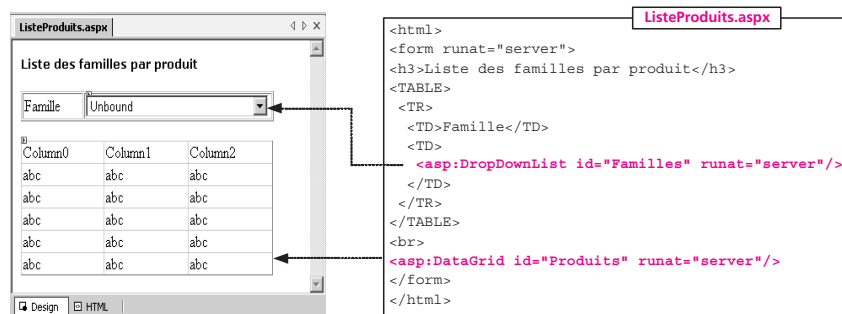 ListeProduits.aspx
Liste des familles par produit
Famille Unbound
Column0 Column1 Column2
abc abc abc
abc abc abc
abc abc abc
abc abc abc
abc abc abc
Design HTML
ListeProduits.aspx
<html>
<form runat="server">
<h3>Liste des familles par produit</h3>
<TABLE>
<TR>
<TD>Famille</TD>
<TD>
<asp:DropDownList id="Familles" runat="server"/>
</TD>
</TR>
</TABLE>
<br>
<asp:DataGrid id="Produits" runat="server"/>
</form>
</html>